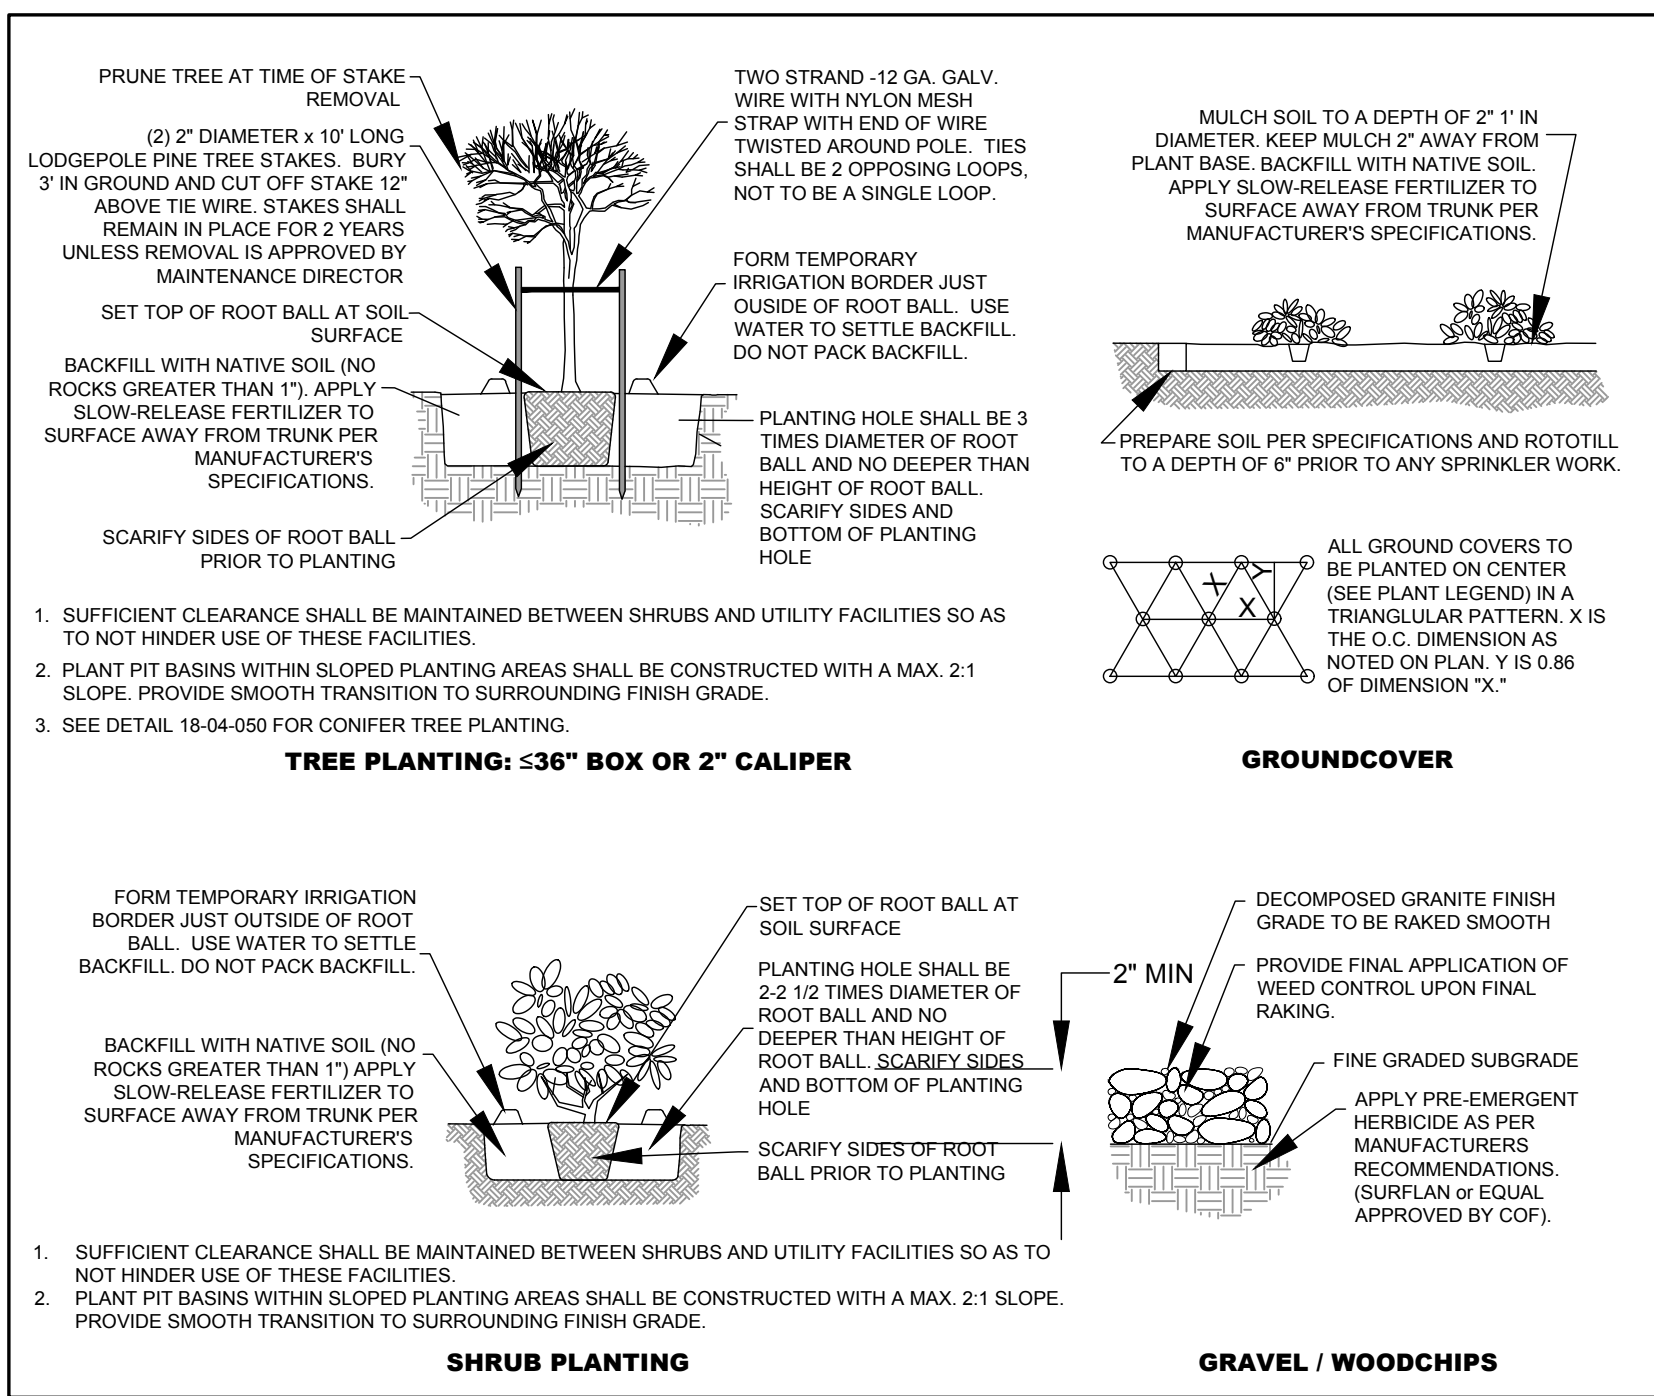 PRUNE TREE AT TIME OF STAKE
REMOVAL
(2) 2" DIAMETER x 10' LONG
LODGEPOLE PINE TREE STAKES. BURY
3' IN GROUND AND CUT OFF STAKE 12"
ABOVE TIE WIRE. STAKES SHALL
REMAIN IN PLACE FOR 2 YEARS
UNLESS REMOVAL IS APPROVED BY
MAINTENANCE DIRECTOR
SET TOP OF ROOT BALL AT SOIL
SURFACE
BACKFILL WITH NATIVE SOIL (NO
ROCKS GREATER THAN 1"). APPLY
SLOW-RELEASE FERTILIZER TO
SURFACE AWAY FROM TRUNK PER
MANUFACTURER'S
SPECIFICATIONS.
SCARIFY SIDES OF ROOT BALL
PRIOR TO PLANTING
TWO STRAND -12 GA. GALV.
WIRE WITH NYLON MESH
STRAP WITH END OF WIRE
TWISTED AROUND POLE. TIES
SHALL BE 2 OPPOSING LOOPS,
NOT TO BE A SINGLE LOOP.
FORM TEMPORARY
IRRIGATION BORDER JUST
OUSIDE OF ROOT BALL. USE
WATER TO SETTLE BACKFILL.
DO NOT PACK BACKFILL.
PLANTING HOLE SHALL BE 3
TIMES DIAMETER OF ROOT
BALL AND NO DEEPER THAN
HEIGHT OF ROOT BALL.
SCARIFY SIDES AND
BOTTOM OF PLANTING
HOLE
1. SUFFICIENT CLEARANCE SHALL BE MAINTAINED BETWEEN SHRUBS AND UTILITY FACILITIES SO AS
TO NOT HINDER USE OF THESE FACILITIES.
2. PLANT PIT BASINS WITHIN SLOPED PLANTING AREAS SHALL BE CONSTRUCTED WITH A MAX. 2:1
SLOPE. PROVIDE SMOOTH TRANSITION TO SURROUNDING FINISH GRADE.
3. SEE DETAIL 18-04-050 FOR CONIFER TREE PLANTING.
TREE PLANTING: ≤36" BOX OR 2" CALIPER
MULCH SOIL TO A DEPTH OF 2" 1' IN
DIAMETER. KEEP MULCH 2" AWAY FROM
PLANT BASE. BACKFILL WITH NATIVE SOIL.
APPLY SLOW-RELEASE FERTILIZER TO
SURFACE AWAY FROM TRUNK PER
MANUFACTURER'S SPECIFICATIONS.
PREPARE SOIL PER SPECIFICATIONS AND ROTOTILL
TO A DEPTH OF 6" PRIOR TO ANY SPRINKLER WORK.
X
Y
X
ALL GROUND COVERS TO
BE PLANTED ON CENTER
(SEE PLANT LEGEND) IN A
TRIANGLULAR PATTERN. X IS
THE O.C. DIMENSION AS
NOTED ON PLAN. Y IS 0.86
OF DIMENSION "X."
GROUNDCOVER
FORM TEMPORARY IRRIGATION
BORDER JUST OUTSIDE OF ROOT
BALL. USE WATER TO SETTLE
BACKFILL. DO NOT PACK BACKFILL.
BACKFILL WITH NATIVE SOIL (NO
ROCKS GREATER THAN 1") APPLY
SLOW-RELEASE FERTILIZER TO
SURFACE AWAY FROM TRUNK PER
MANUFACTURER'S
SPECIFICATIONS.
SET TOP OF ROOT BALL AT
SOIL SURFACE
PLANTING HOLE SHALL BE
2-2 1/2 TIMES DIAMETER OF
ROOT BALL AND NO
DEEPER THAN HEIGHT OF
ROOT BALL. SCARIFY SIDES
AND BOTTOM OF PLANTING
HOLE
SCARIFY SIDES OF ROOT
BALL PRIOR TO PLANTING
1. SUFFICIENT CLEARANCE SHALL BE MAINTAINED BETWEEN SHRUBS AND UTILITY FACILITIES SO AS TO
NOT HINDER USE OF THESE FACILITIES.
2. PLANT PIT BASINS WITHIN SLOPED PLANTING AREAS SHALL BE CONSTRUCTED WITH A MAX. 2:1 SLOPE.
PROVIDE SMOOTH TRANSITION TO SURROUNDING FINISH GRADE.
SHRUB PLANTING
2" MIN
DECOMPOSED GRANITE FINISH
GRADE TO BE RAKED SMOOTH
PROVIDE FINAL APPLICATION OF
WEED CONTROL UPON FINAL
RAKING.
FINE GRADED SUBGRADE
APPLY PRE-EMERGENT
HERBICIDE AS PER
MANUFACTURERS
RECOMMENDATIONS.
(SURFLAN or EQUAL
APPROVED BY COF).
GRAVEL / WOODCHIPS